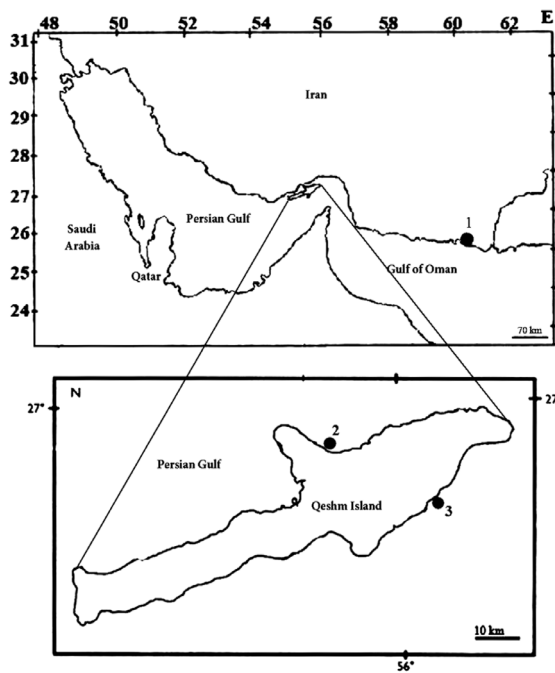 48 50 52 54 56 58 60 62 E
31
30
29
28
27
26
25
24
Iran
Saudi
Arabia
Persian Gulf
Qatar
1
Gulf of Oman
70 km
N
27°
27
2
Persian Gulf
Qeshm Island
3
10 km
56°